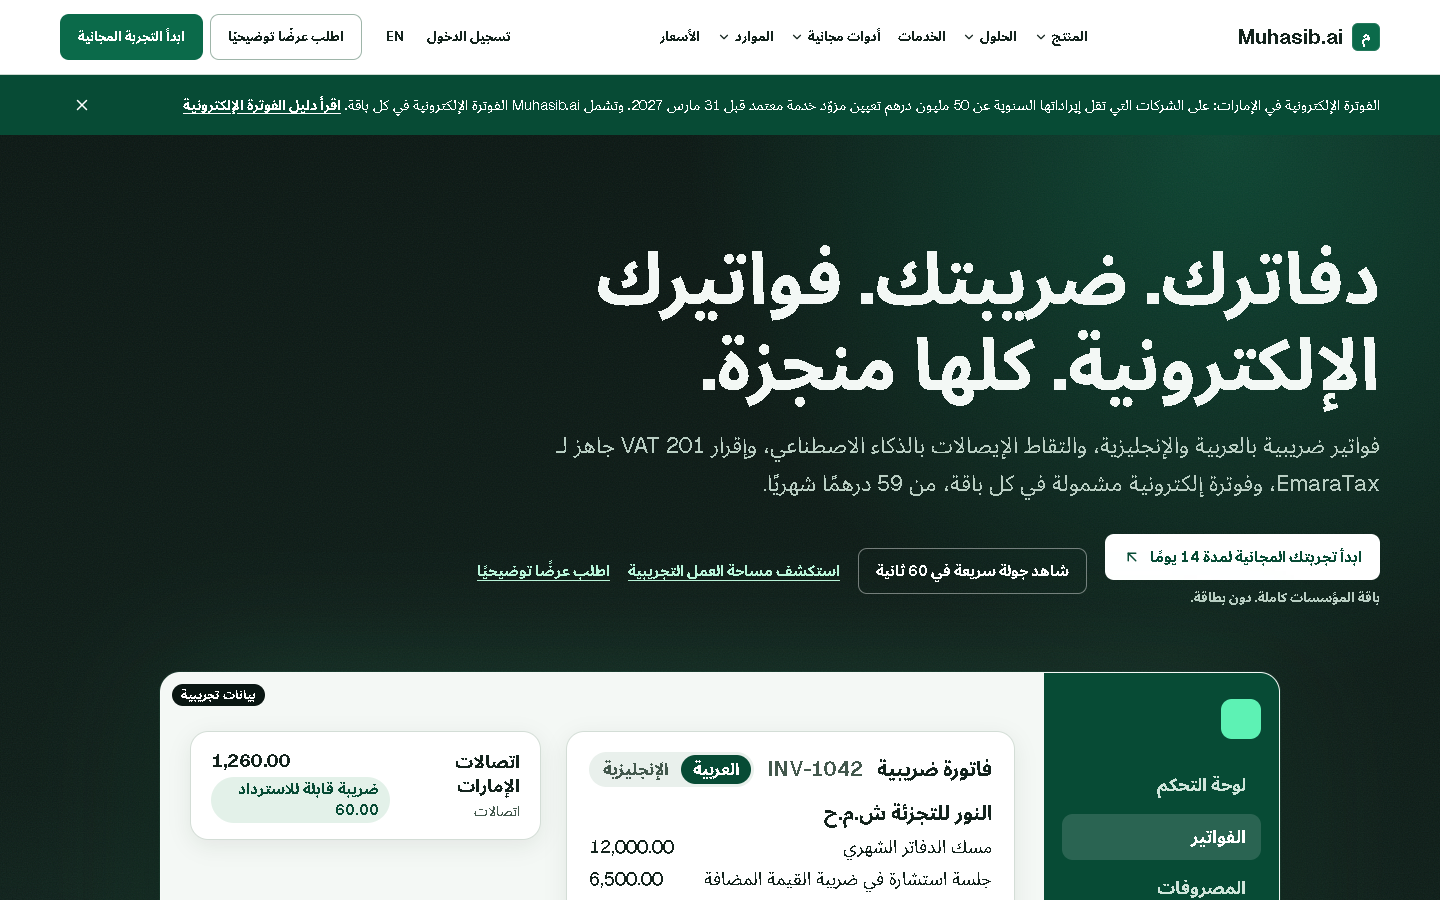 م Muhasib.ai
المنتج
الحلول
الخدمات
أدوات مجانية
الموارد
الأسعار
تسجيل الدخول
EN
اطلب عرضًا توضيحيًا
ابدأ التجربة المجانية
الفوترة الإلكترونية في الإمارات: على الشركات التي تقل إيراداتها السنوية عن 50 مليون درهم تعيين مزوّد خدمة معتمد قبل 31 مارس 2027. وتشمل Muhasib.ai الفوترة الإلكترونية في كل باقة. اقرأ دليل الفوترة الإلكترونية
دفاترك. ضريبتك. فواتيرك
الإلكترونية. كلها منجزة.
فواتير ضريبية بالعربية والإنجليزية، والتقاط الإيصالات بالذكاء الاصطناعي، وإقرار VAT 201 جاهز لـ
EmaraTax، وفوترة إلكترونية مشمولة في كل باقة، من 59 درهمًا شهريًا.
ابدأ تجربتك المجانية لمدة 14 يومًا
باقة المؤسسات كاملة. دون بطاقة.
شاهد جولة سريعة في 60 ثانية
استكشف مساحة العمل التجريبية
اطلب عرضًا توضيحيًا
بيانات تجريبية
لوحة التحكم
الفواتير
المصروفات
فاتورة ضريبية INV-1042
العربية
الإنجليزية
النور للتجزئة ش.م.ح
مسك الدفاتر الشهري 12,000.00
جلسة استشارة في ضريبة القيمة المضافة 6,500.00
اتصالات
الإمارات
اتصالات
1,260.00
ضريبة قابلة للاسترداد
60.00